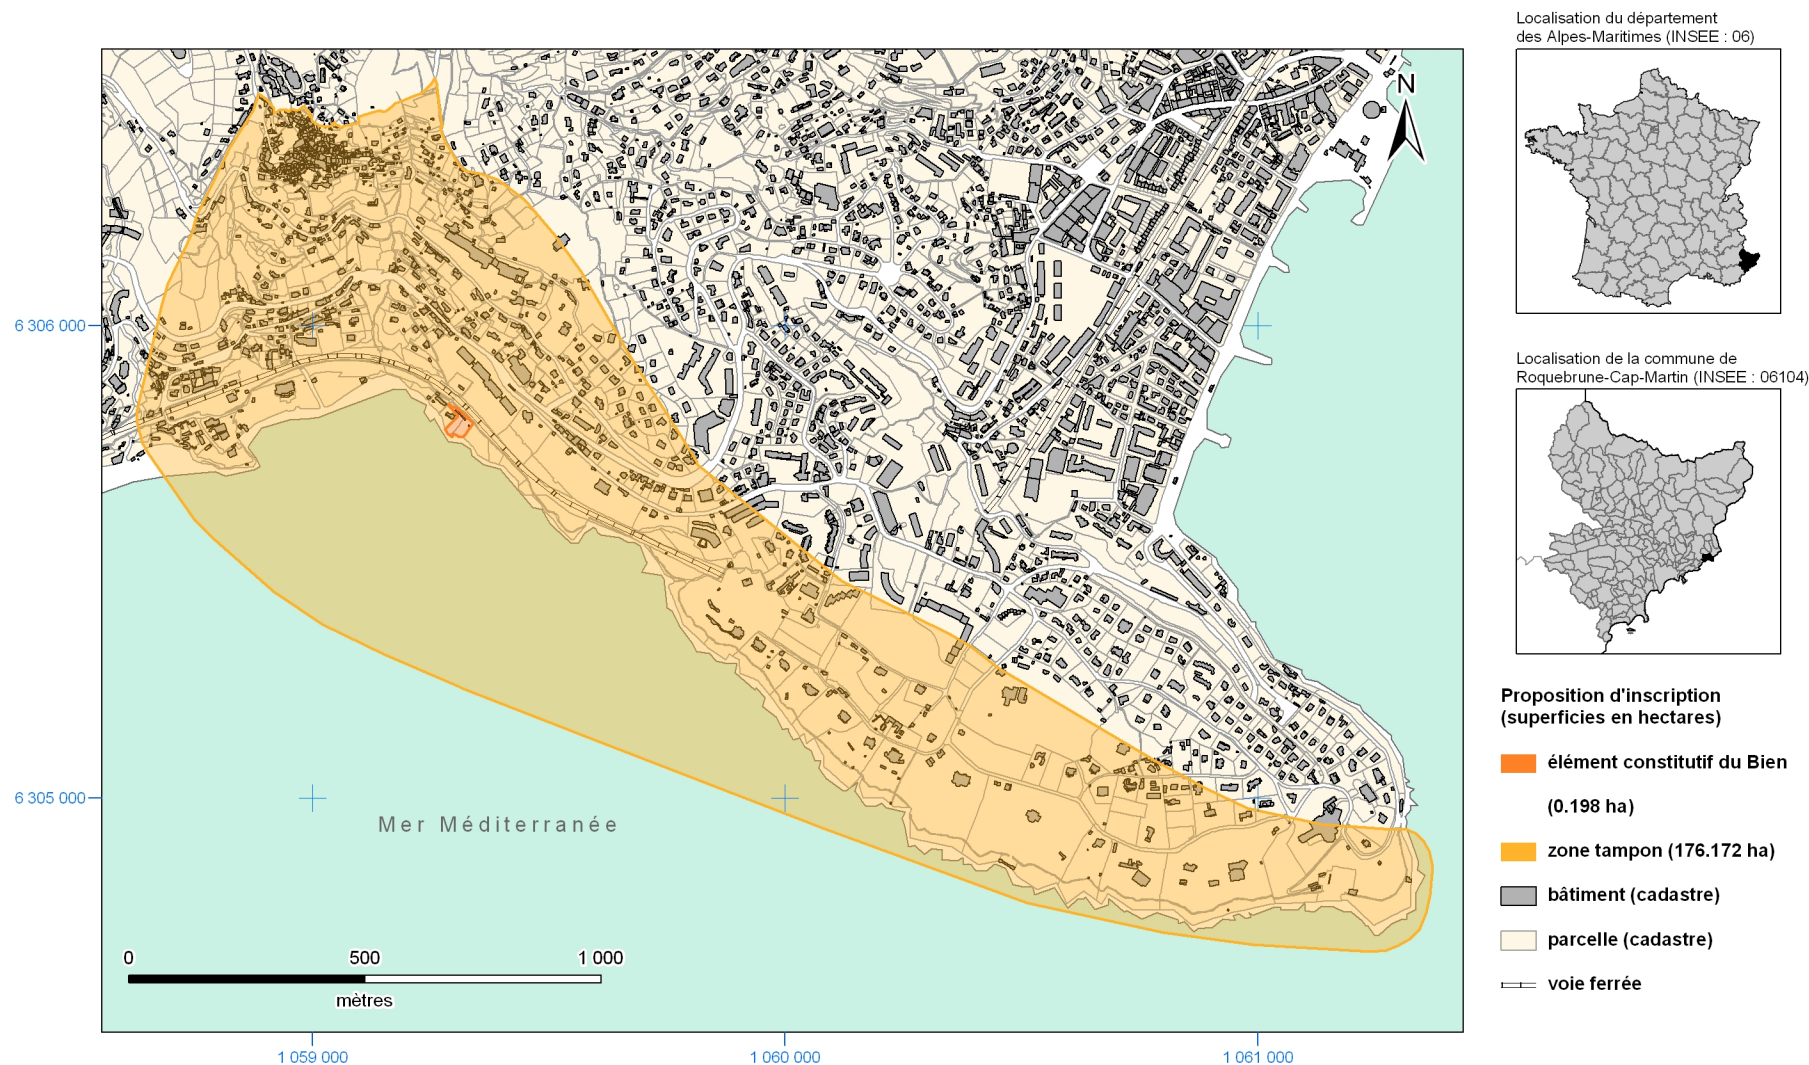 Localisation du département
des Alpes-Maritimes (INSEE : 06)
N
6 306 000
Localisation de la commune de
Roquebrune-Cap-Martin (INSEE : 06104)
Proposition d'inscription
(superficies en hectares)
élément constitutif du Bien
(0.198 ha)
6 305 000
Mer Méditerranée
zone tampon (176.172 ha)
bâtiment (cadastre)
parcelle (cadastre)
0 500 1 000
mètres
voie ferrée
1 059 000 1 060 000 1 061 000